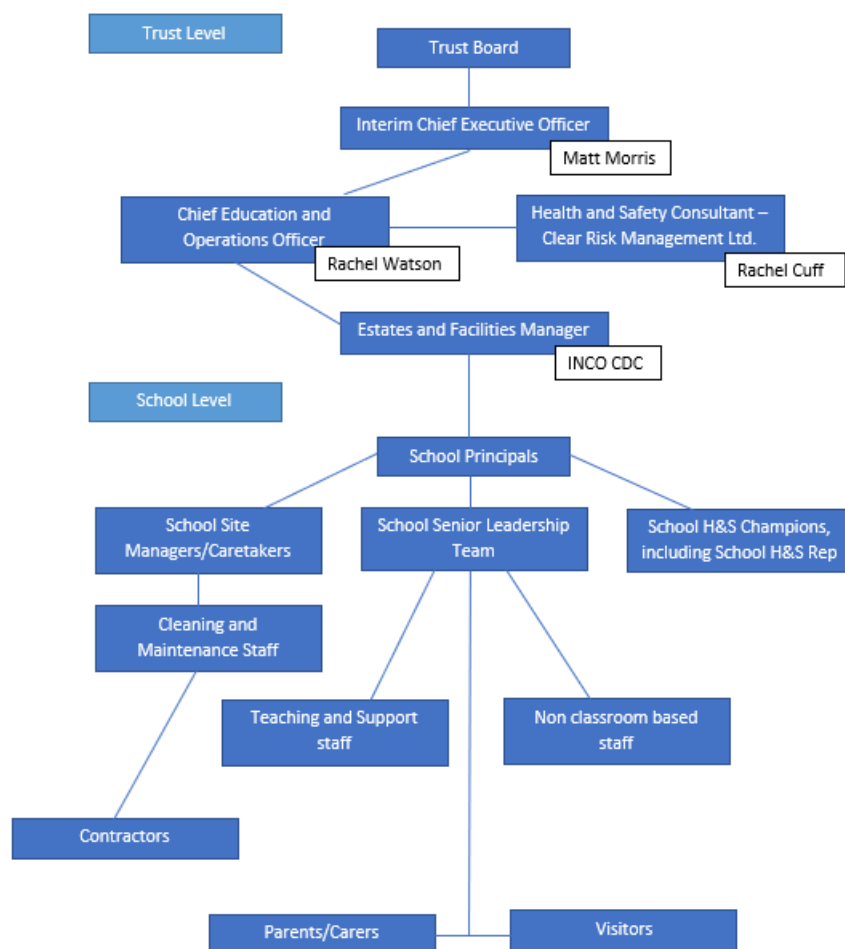 Trust Level
Trust Board
Interim Chief Executive Officer
Matt Morris
Chief Education and
Operations Officer
Rachel Watson
Health and Safety Consultant –
Clear Risk Management Ltd.
Rachel Cuff
Estates and Facilities Manager
INCO CDC
School Level
School Principals
School Site
Managers/Caretakers
School Senior Leadership
Team
School H&S Champions,
including School H&S Rep
Cleaning and
Maintenance Staff
Teaching and Support
staff
Non classroom based
staff
Contractors
Parents/Carers
Visitors